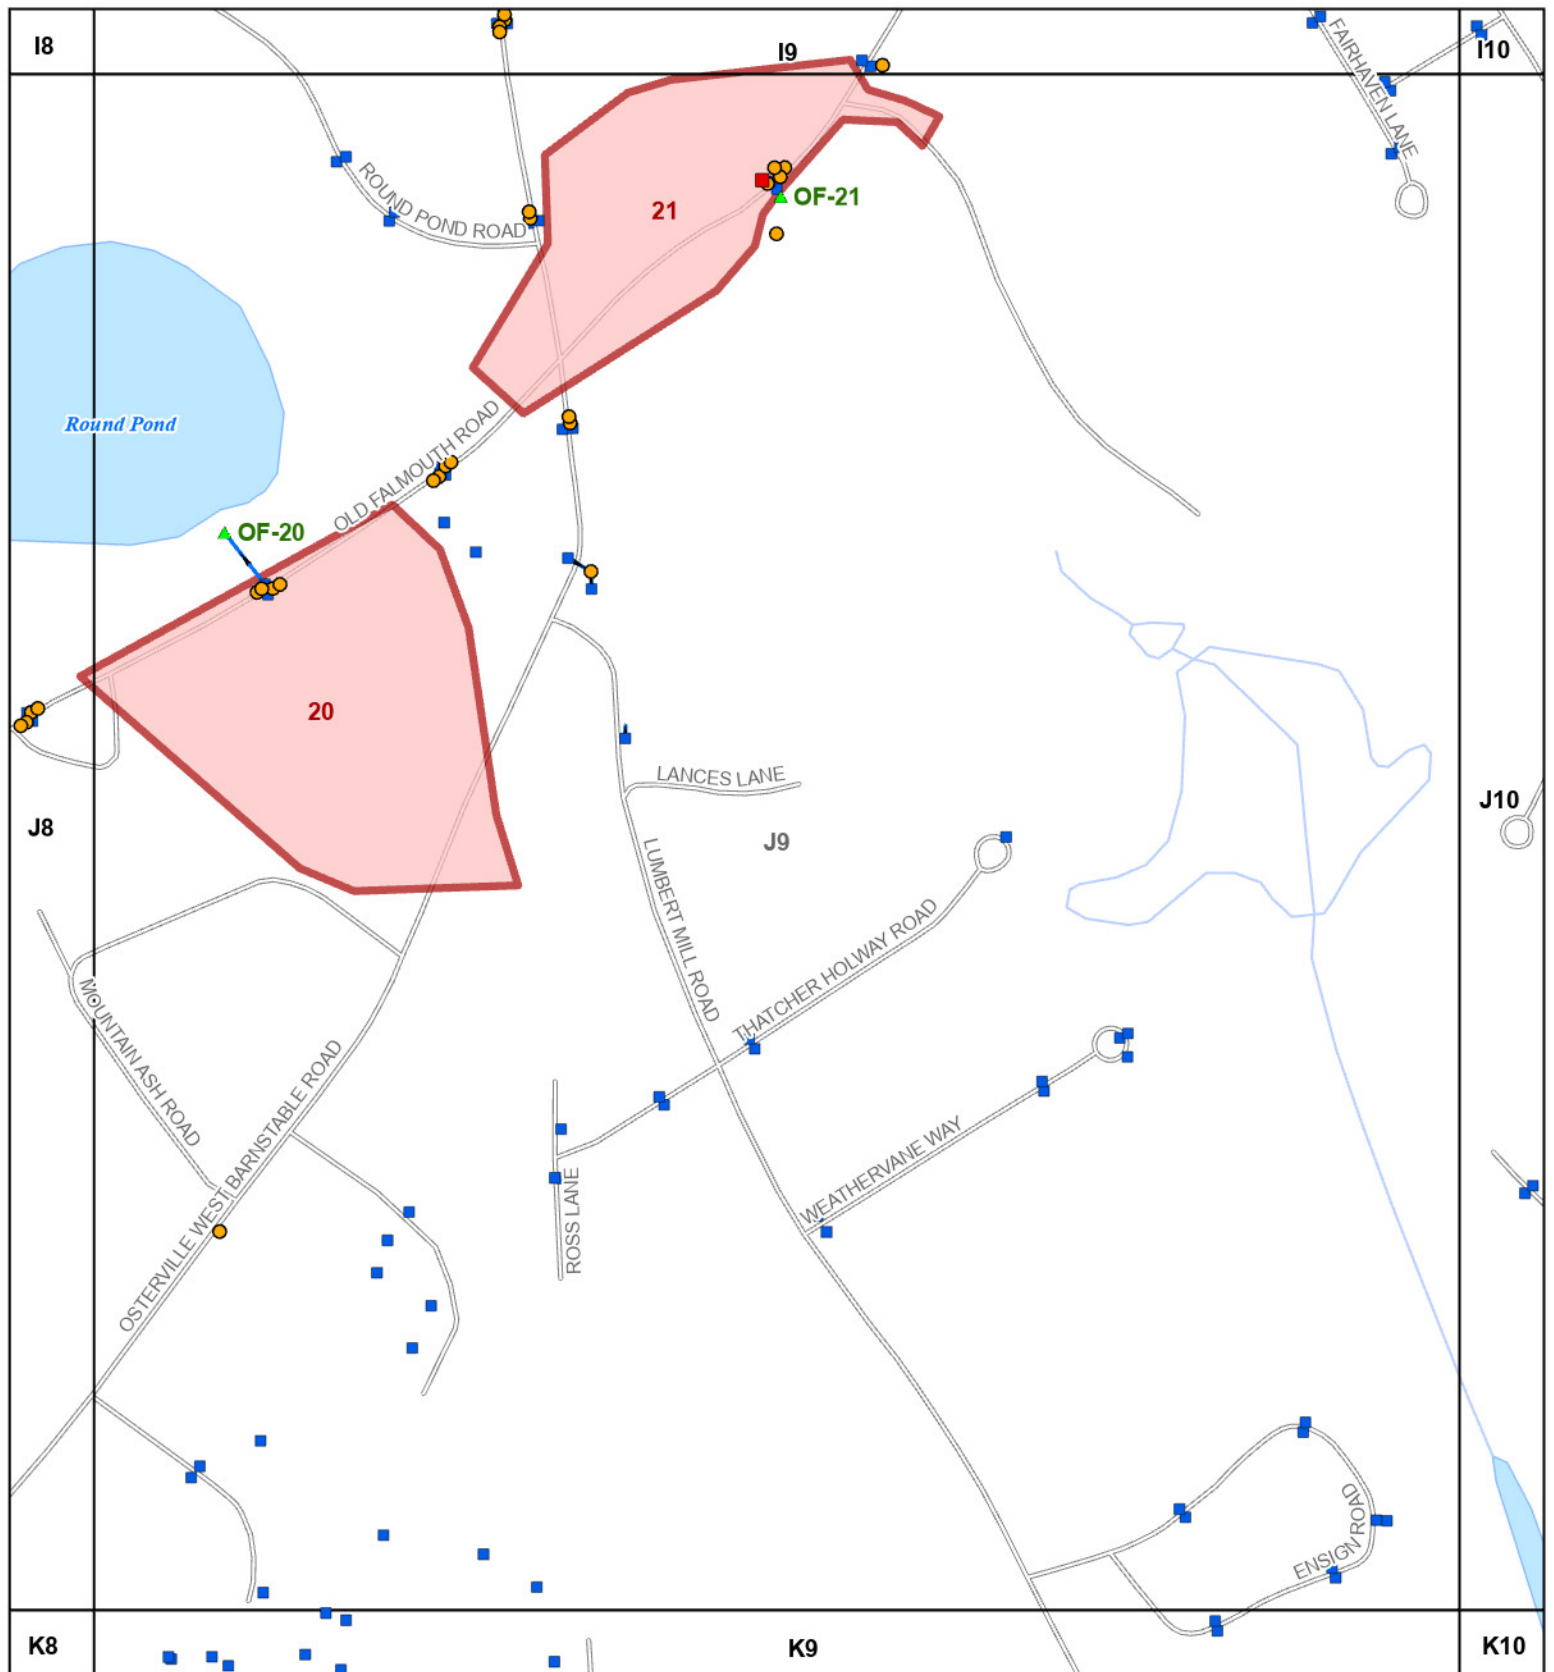 I8
I9
I10
FAIRHAVEN LANE
ROUND POND ROAD
21
OF-21
Round Pond
OLD FALMOUTH ROAD
OF-20
20
LANCES LANE
J8
J9
J10
LUMBERT MILL ROAD
THATCHER HOLWAY ROAD
MOUNTAIN ASH ROAD
OSTERVILLE WEST BARNSTABLE ROAD
WEATHERVANE WAY
ROSS LANE
ENSIGN ROAD
K8
K9
K10